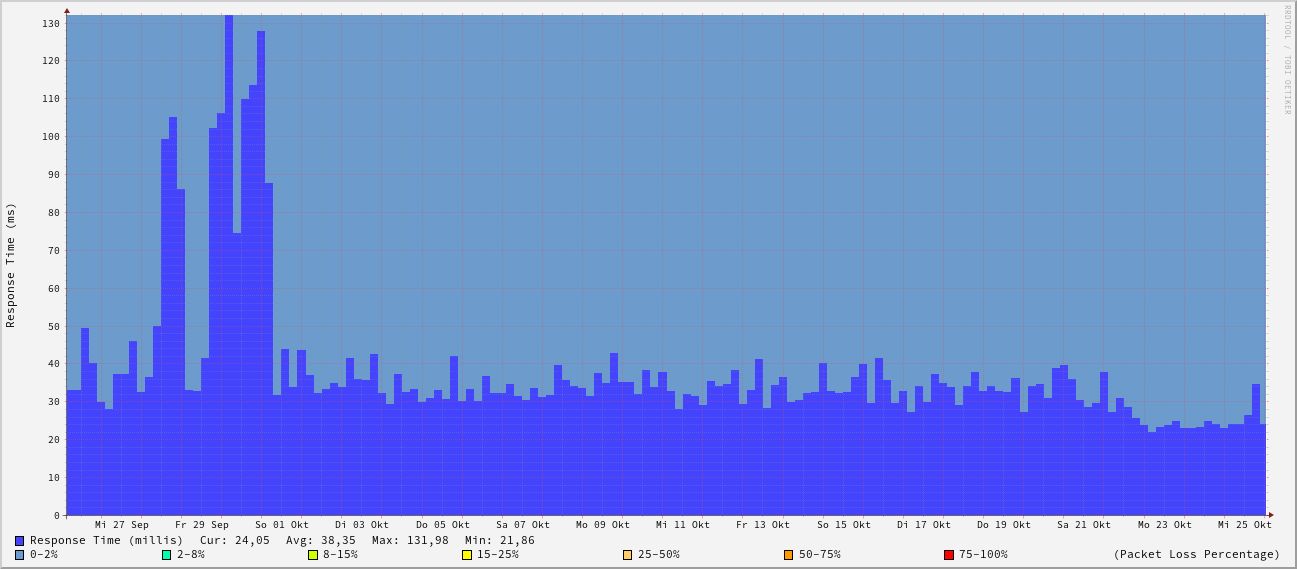 RRDTOOL / TOBI OETIKER
Response Time (ms)
130
120
110
100
90
80
70
60
50
40
30
20
10
0
Mi 27 Sep Fr 29 Sep So 01 Okt Di 03 Okt Do 05 Okt Sa 07 Okt Mo 09 Okt Mi 11 Okt Fr 13 Okt So 15 Okt Di 17 Okt Do 19 Okt Sa 21 Okt Mo 23 Okt Mi 25 Okt
Response Time (millis) Cur: 24,05 Avg: 38,35 Max: 131,98 Min: 21,86
0-2% 2-8% 8-15% 15-25% 25-50% 50-75% 75-100% (Packet Loss Percentage)